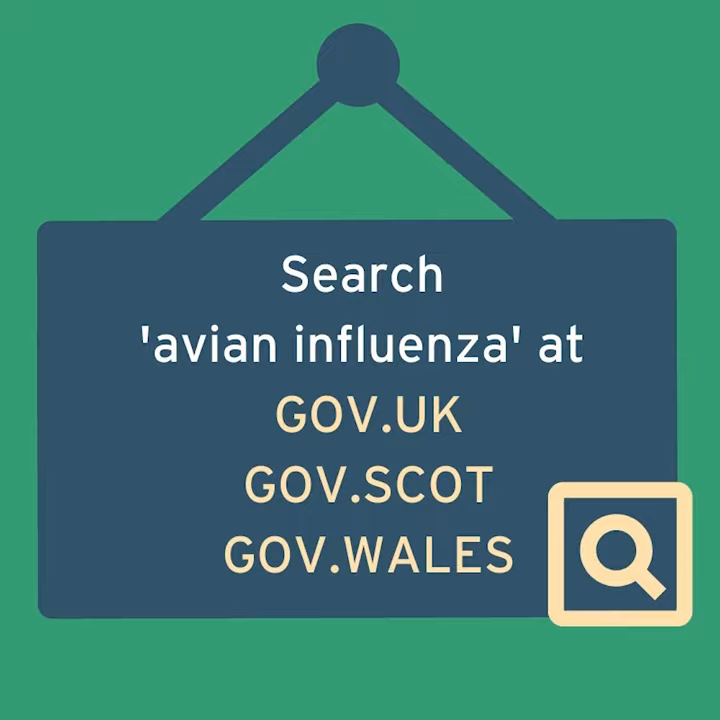 Search
'avian influenza' at
GOV.UK
GOV.SCOT
GOV.WALES